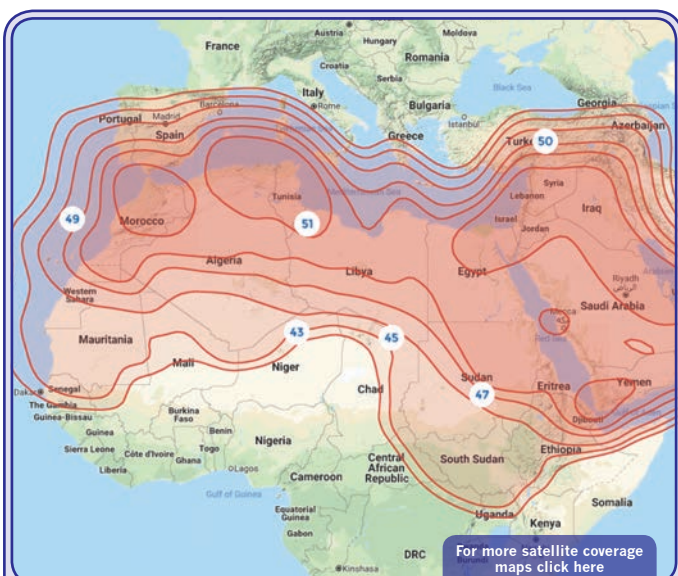 Austria
Moldova
France
Hungary
Croatia
Romania
Serbia
Italy
Black Sea
Georgia
Barcelona
Rome
Bulgaria
Portugal
Madrid
Istanbul
Azerbaijan
Spain
Greece
50
Syria
Tunisia
Lebanon
Iraq
49
Morocco
51
Israel
Jordan
Algeria
Libya
Egypt
Riyadh
الرياض
Western
Sahara
Saudi Arabia
Mecca
مكة
Red Sea
Mauritania
43
45
Mali
Niger
Sudan
Chad
Eritrea
Yemen
Dakar
Senegal
47
The Gambia
Guinea-Bissau
Burkina
Faso
Djibouti
Guinea
Benin
Ethiopia
Sierra Leone
Côte d'Ivoire
Togo
Nigeria
Central
African
Republic
South Sudan
Ghana
Liberia
Lagos
Cameroon
Gulf of Guinea
Somalia
Equatorial
Guinea
Uganda
Kenya
Gabon
DRC
For more satellite coverage
maps click here
Kinshasa